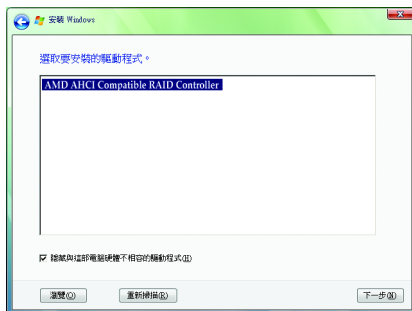 安裝 Windows
選取要安裝的驅動程式。
AMD AHCI Compatible RAID Controller
隱藏與這部電腦硬體不相容的驅動程式(H)
瀏覽(O)
重新掃描(R)
下一步(N)